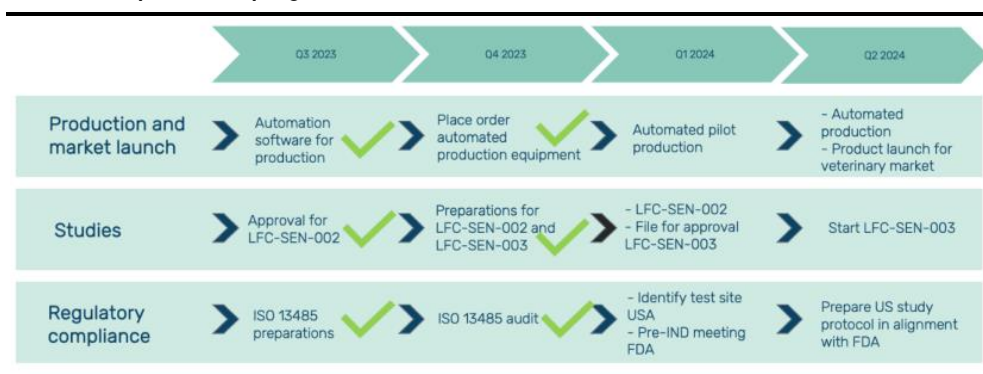 Q3 2023
Q4 2023
Q1 2024
Q2 2024
Production and
market launch
Automation
software for
production
Place order
automated
production equipment
Automated pilot
production
- Automated
production
- Product launch for
veterinary market
Studies
Approval for
LFC-SEN-002
Preparations for
LFC-SEN-002 and
LFC-SEN-003
- LFC-SEN-002
- File for approval
LFC-SEN-003
Start LFC-SEN-003
Regulatory
compliance
ISO 13485
preparations
ISO 13485 audit
- Identify test site
USA
- Pre-IND meeting
FDA
Prepare US study
protocol in alignment
with FDA